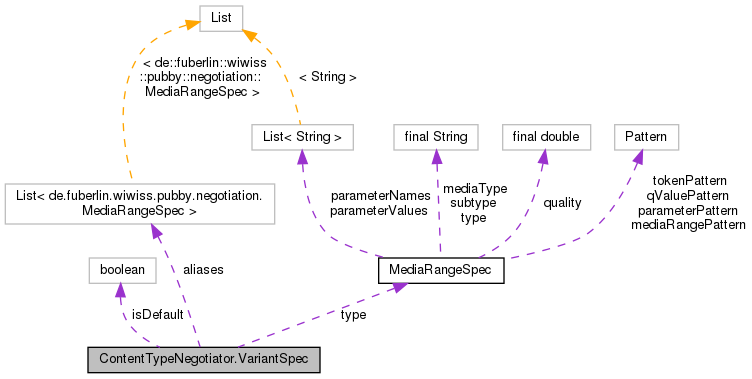 List
< de::fuberlin::wiwiss
::pubby::negotiation::
MediaRangeSpec >
< String >
List< String >
final String
final double
Pattern
List< de.fuberlin.wiwiss.pubby.negotiation.
MediaRangeSpec >
parameterNames
parameterValues
mediaType
subtype
type
quality
tokenPattern
qValuePattern
parameterPattern
mediaRangePattern
boolean
aliases
MediaRangeSpec
isDefault
type
ContentTypeNegotiator.VariantSpec